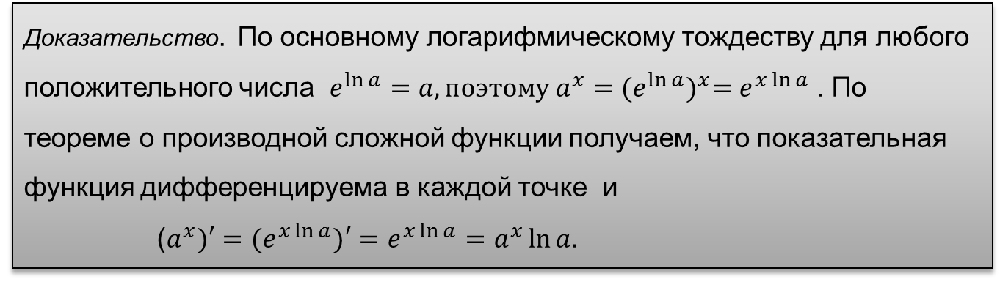 Доказательство. По основному логарифмическому тождеству для любого
положительного числа e^{ln a} = a, поэтому a^x = (e^{ln a})^x= e^{x ln a} . По
теореме о производной сложной функции получаем, что показательная
функция дифференцируема в каждой точке и
(a^x)′ = (e^{x ln a})′ = e^{x ln a} = a^x ln a.